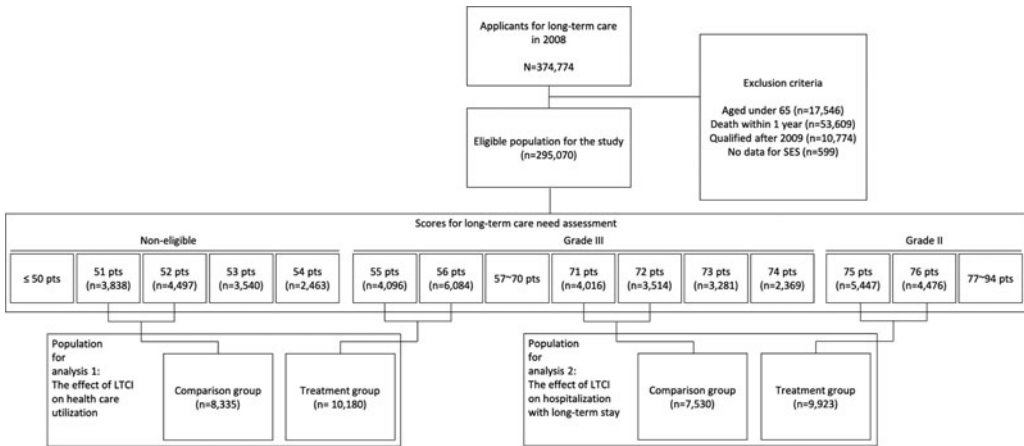 Applicants for long-term care
in 2008
N=374,774
Exclusion criteria
Aged under 65 (n=17,546)
Death within 1 year (n=53,609)
Qualified after 2009 (n=10,774)
No data for SES (n=599)
Eligible population for the study
(n=295,070)
Scores for long-term care need assessment
Non-eligible
Grade III
Grade II
≤ 50 pts
51 pts
(n=3,838)
52 pts
(n=4,497)
53 pts
(n=3,540)
54 pts
(n=2,463)
55 pts
(n=4,096)
56 pts
(n=6,084)
57~70 pts
71 pts
(n=4,016)
72 pts
(n=3,514)
73 pts
(n=3,281)
74 pts
(n=2,369)
75 pts
(n=5,447)
76 pts
(n=4,476)
77~94 pts
Population
for
analysis 1:
The effect of LTCI
on health care
utilization
Comparison group
(n=8,335)
Treatment group
(n= 10,180)
Population
for
analysis 2:
The effect of LTCI
on hospitalization
with long-term stay
Comparison group
(n=7,530)
Treatment group
(n=9,923)